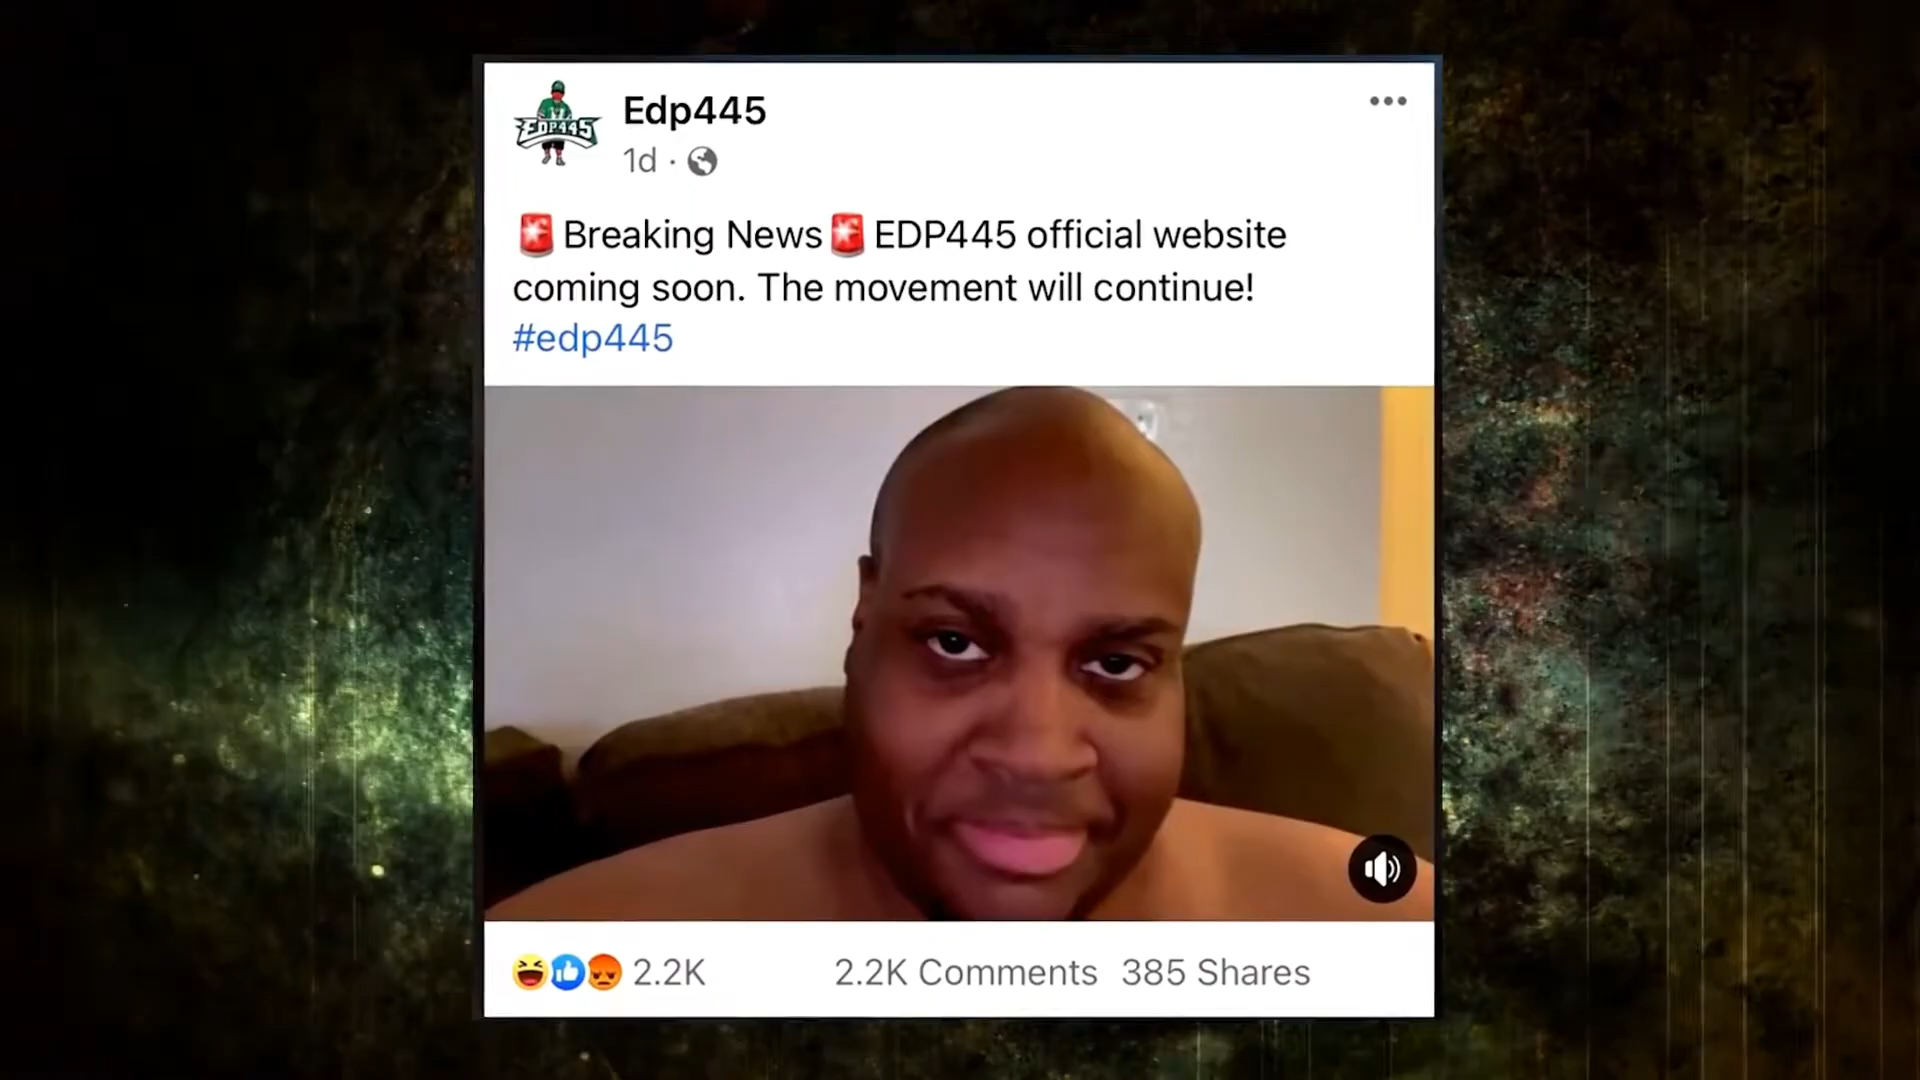 EDP445
Edp445
1d ·
🚨Breaking News🚨EDP445 official website
coming soon. The movement will continue!
#edp445
2.2K 2.2K Comments 385 Shares